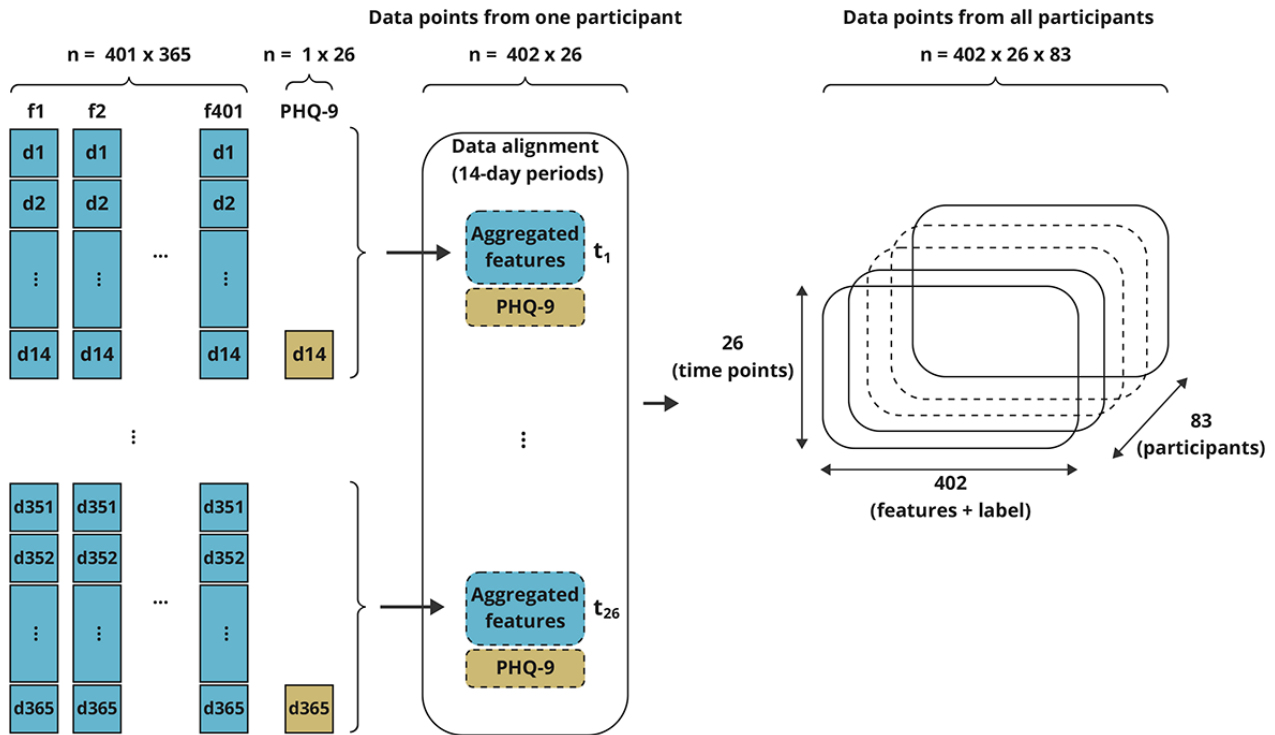 Data points from one participant
Data points from all participants
n = 401 x 365
n = 1 x 26
n = 402 x 26
n = 402 x 26 x 83
f1
f2
f401
PHQ-9
d1
d1
d1
d2
d2
d2
⋮
⋮
...
⋮
d14
d14
d14
d14
Data alignment
(14-day periods)
Aggregated
features
t1
PHQ-9
⋮
⋮
d351
d351
d351
d352
d352
d352
⋮
⋮
...
⋮
d365
d365
d365
d365
Aggregated
features
t26
PHQ-9
26
(time points)
83
(participants)
402
(features + label)